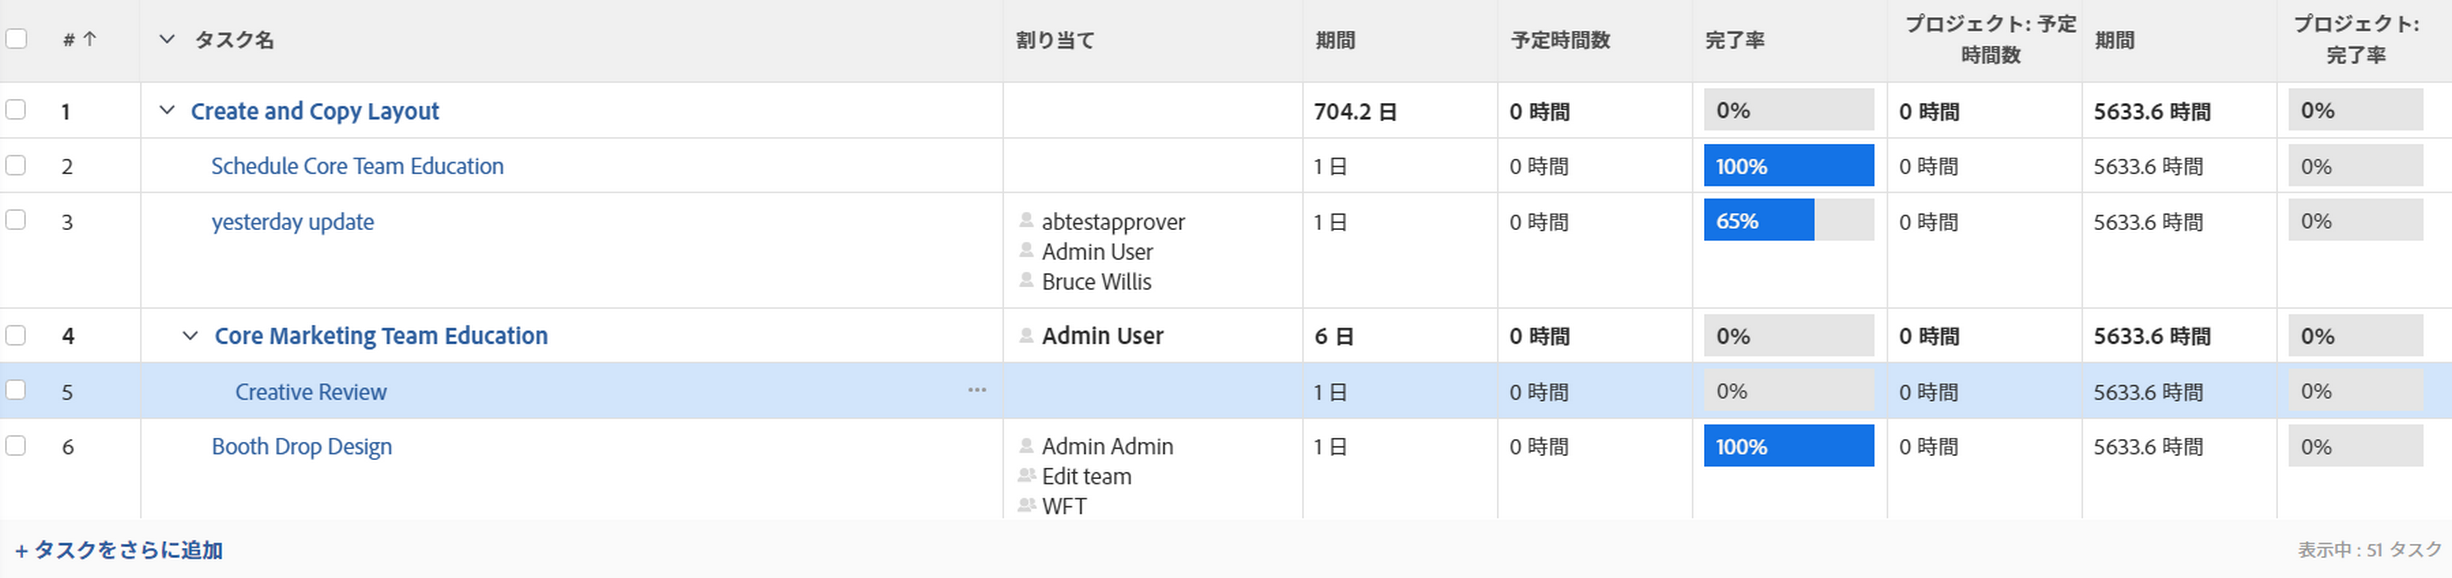 # ↑ タスク名 割り当て 期間 予定時間数 完了率 プロジェクト: 予定時間数 期間 プロジェクト: 完了率
1 Create and Copy Layout 704.2 日 0 時間 0% 0 時間 5633.6 時間 0%
2 Schedule Core Team Education 1 日 0 時間 100% 0 時間 5633.6 時間 0%
3 yesterday update abtestapprover 1 日 0 時間 65% 0 時間 5633.6 時間 0%
Admin User
Bruce Willis
4 Core Marketing Team Education Admin User 6 日 0 時間 0% 0 時間 5633.6 時間 0%
5 Creative Review ... 1 日 0 時間 0% 0 時間 5633.6 時間 0%
6 Booth Drop Design Admin Admin 1 日 0 時間 100% 0 時間 5633.6 時間 0%
Edit team
WFT
+ タスクをさらに追加 表示中 : 51 タスク